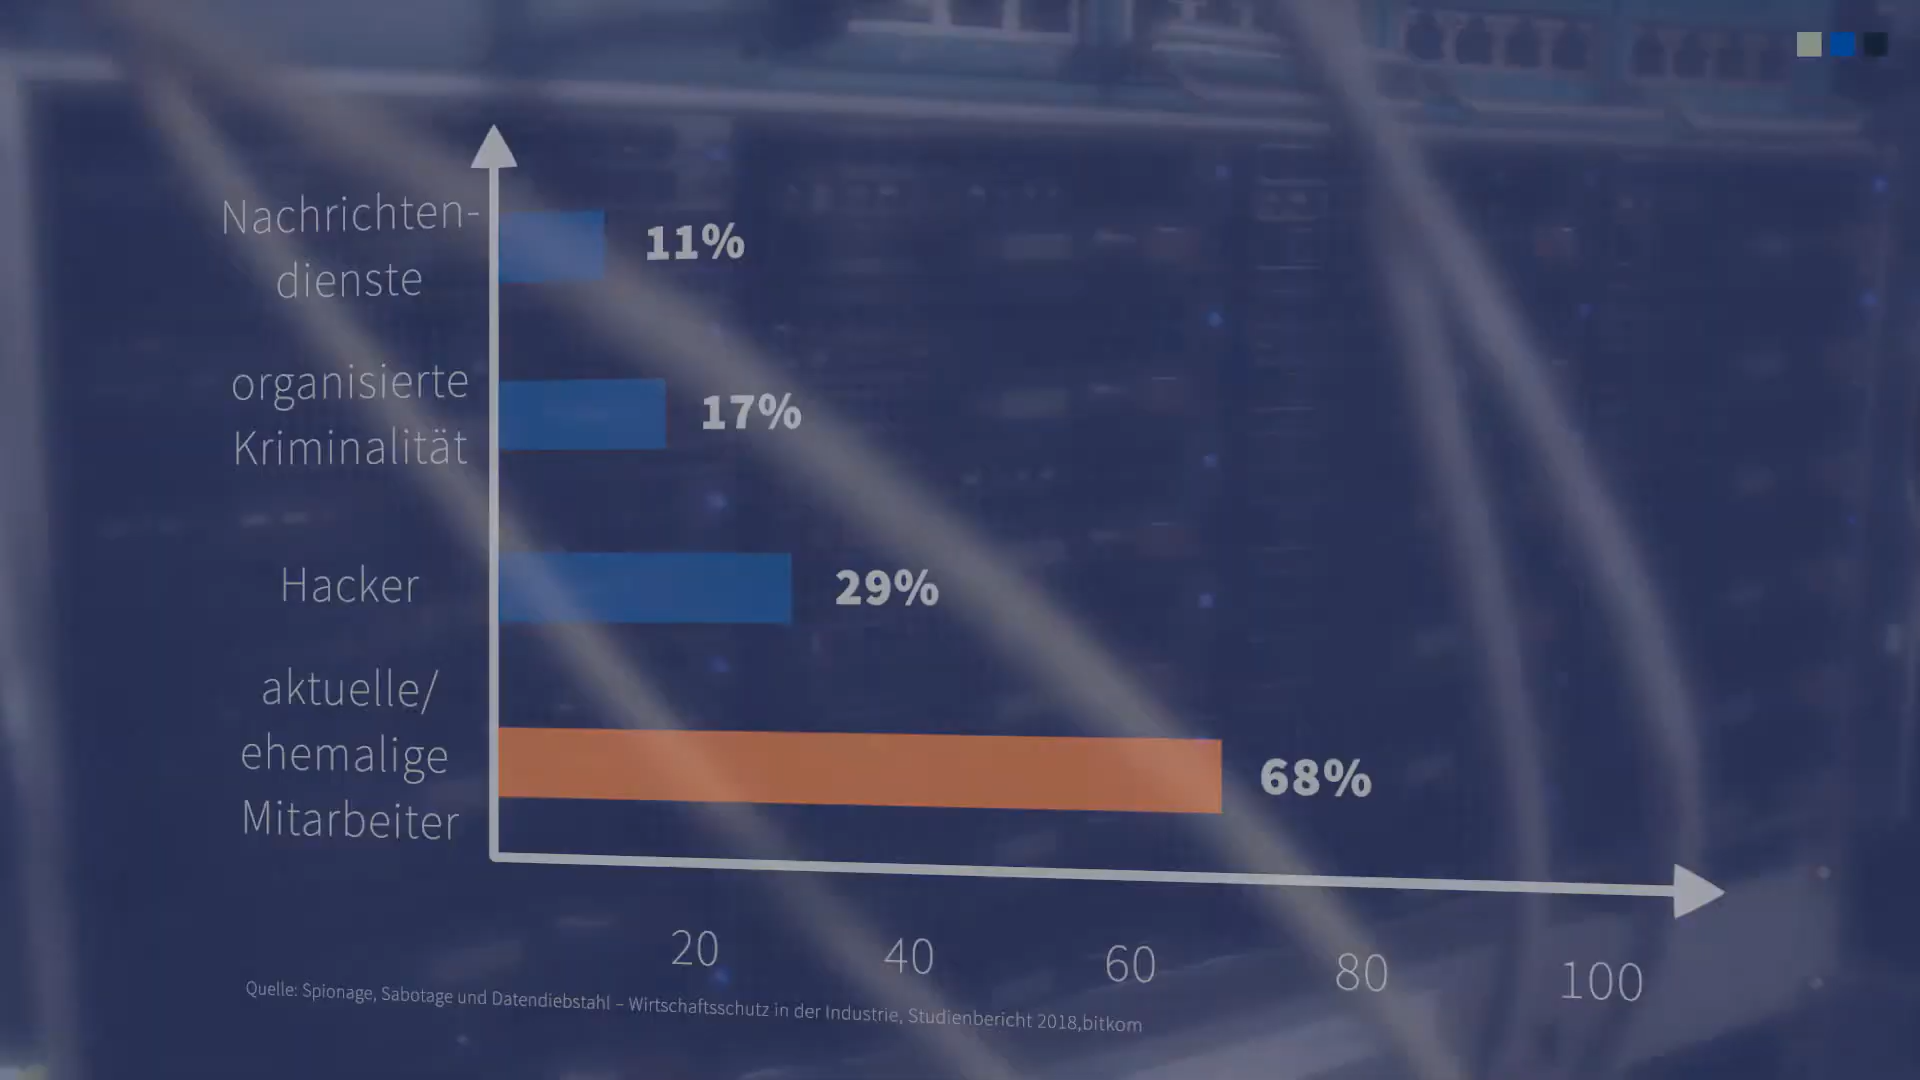 Nachrichten-
dienste
11%
organisierte
Kriminalität
17%
Hacker
29%
aktuelle/
ehemalige
Mitarbeiter
68%
20 40 60 80 100
Quelle: Spionage, Sabotage und Datendiebstahl – Wirtschaftsschutz in der Industrie, Studienbericht 2018,bitkom